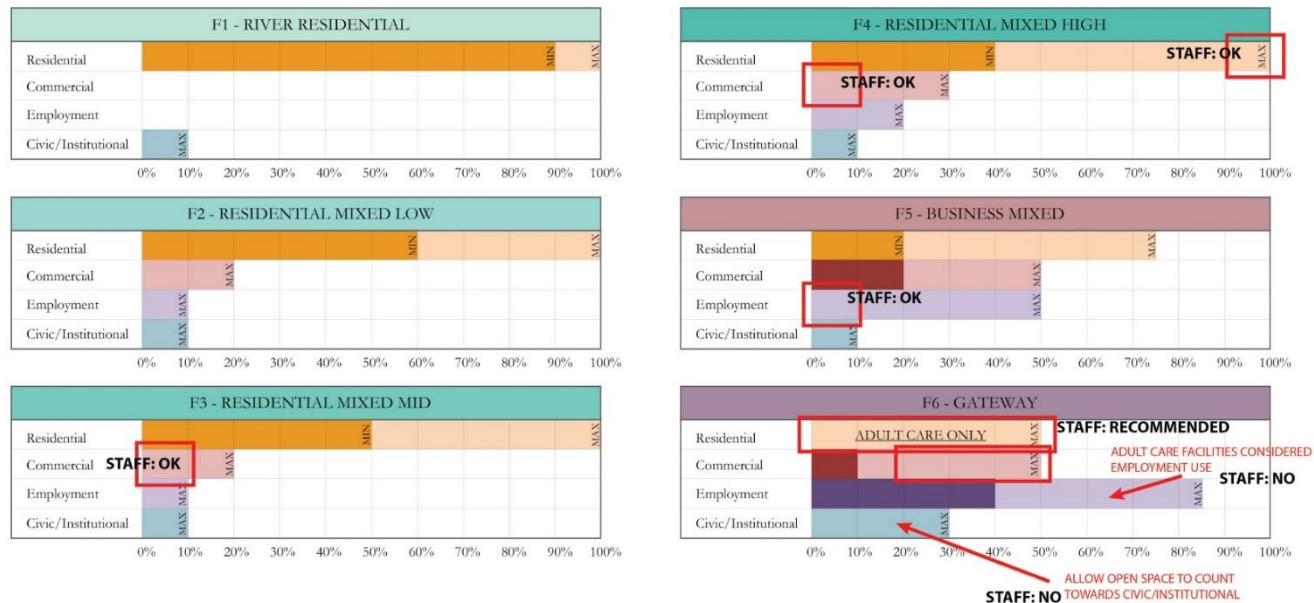 F1 - RIVER RESIDENTIAL
Residential MIN MAX
Commercial
Employment
Civic/Institutional MAX
0% 10% 20% 30% 40% 50% 60% 70% 80% 90% 100%
F2 - RESIDENTIAL MIXED LOW
Residential MIN MAX
Commercial MAX
Employment MAX
Civic/Institutional MAX
0% 10% 20% 30% 40% 50% 60% 70% 80% 90% 100%
F3 - RESIDENTIAL MIXED MID
Residential MIN MAX
Commercial STAFF: OK MAX
Employment MAX
Civic/Institutional MAX
0% 10% 20% 30% 40% 50% 60% 70% 80% 90% 100%
F4 - RESIDENTIAL MIXED HIGH
Residential MIN STAFF: OK MAX
Commercial STAFF: OK MAX
Employment MAX
Civic/Institutional MAX
0% 10% 20% 30% 40% 50% 60% 70% 80% 90% 100%
F5 - BUSINESS MIXED
Residential MIN MAX
Commercial MAX
Employment STAFF: OK MAX
Civic/Institutional MAX
0% 10% 20% 30% 40% 50% 60% 70% 80% 90% 100%
F6 - GATEWAY
Residential ADULT CARE ONLY MAX STAFF: RECOMMENDED
Commercial MAX
ADULT CARE FACILITIES CONSIDERED
EMPLOYMENT USE
Employment MAX STAFF: NO
Civic/Institutional MAX
0% 10% 20% 30% 40% 50% 60% 70% 80% 90% 100%
ALLOW OPEN SPACE TO COUNT
STAFF: NO TOWARDS CIVIC/INSTITUTIONAL